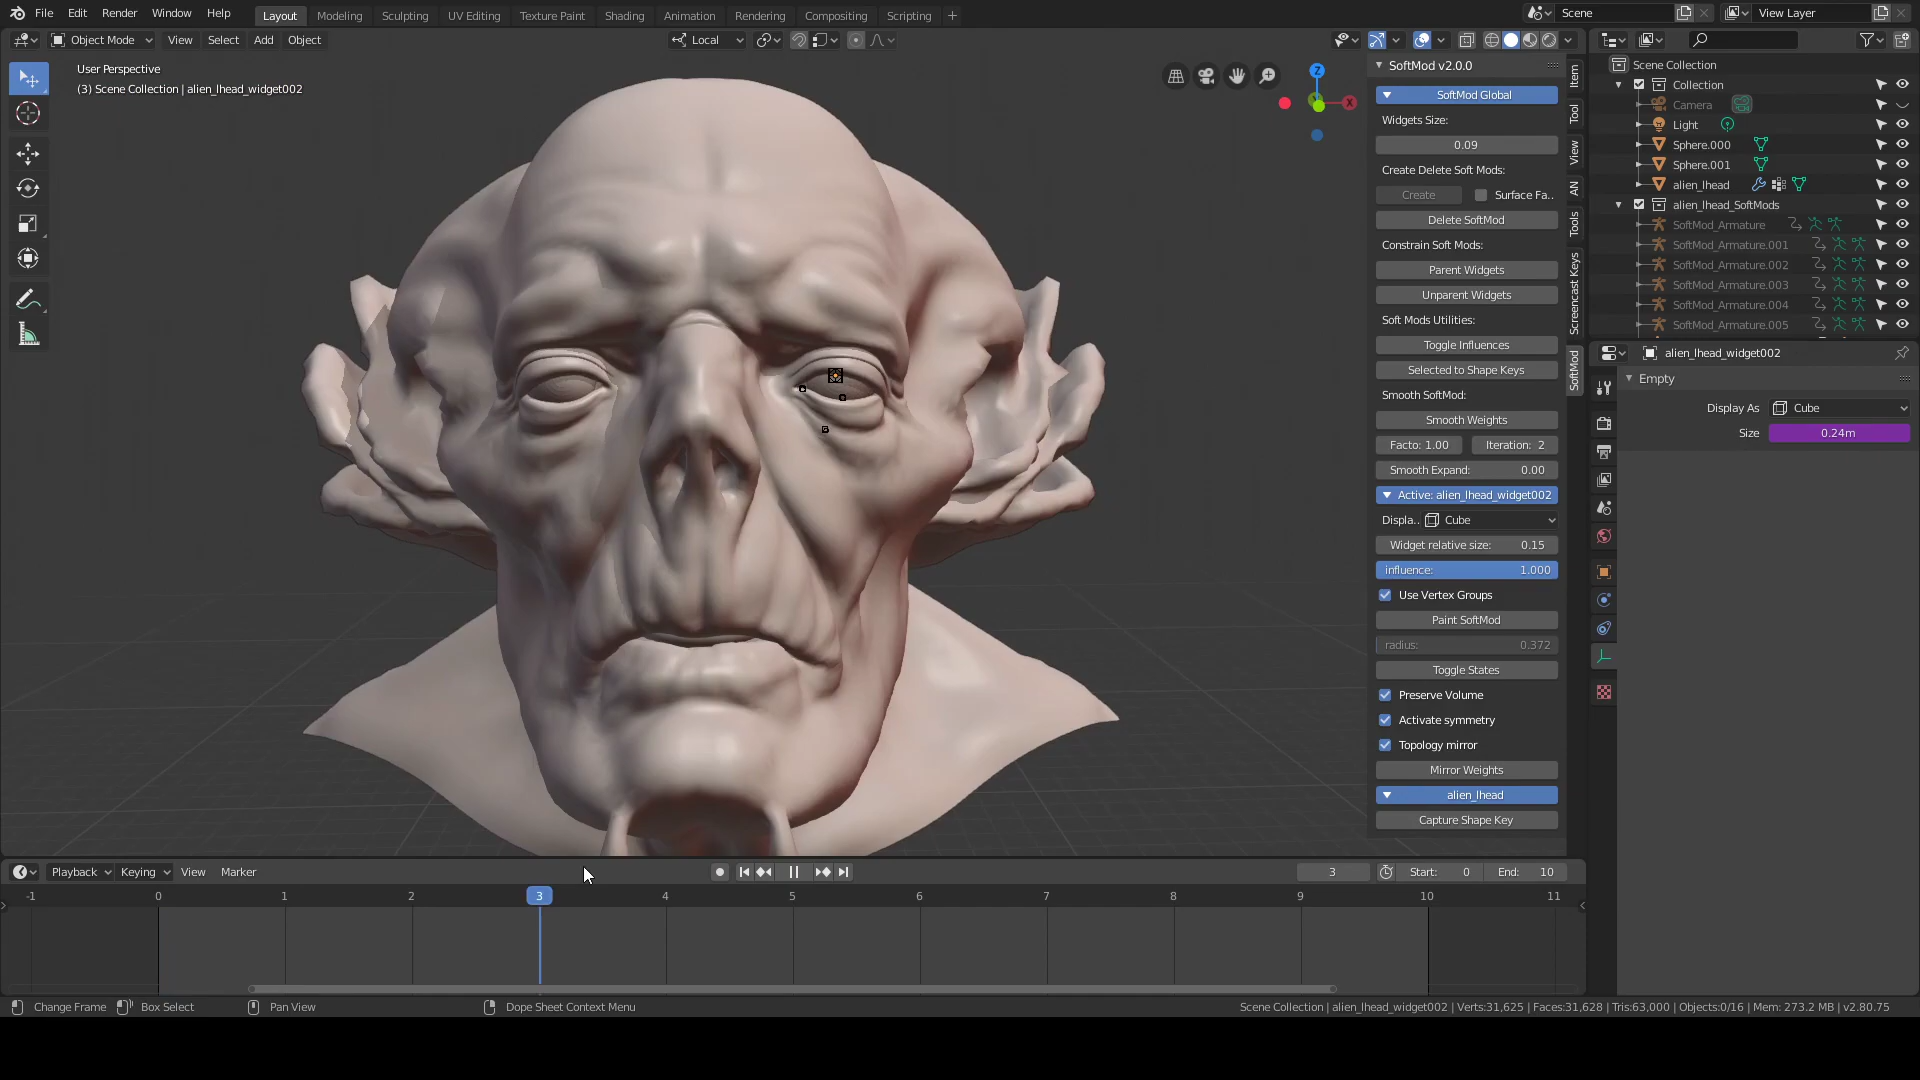 File Edit Render Window Help Layout Modeling Sculpting UV Editing Texture Paint Shading Animation Rendering Compositing Scripting + Scene View Layer
Object Mode View Select Add Object Local
User Perspective
(3) Scene Collection | alien_lhead_widget002
Z
X
SoftMod v2.0.0
SoftMod Global
Widgets Size:
0.09
Create Delete Soft Mods:
Create Surface Fa..
Delete SoftMod
Constrain Soft Mods:
Parent Widgets
Unparent Widgets
Soft Mods Utilities:
Toggle Influences
Selected to Shape Keys
Smooth SoftMod:
Smooth Weights
Facto: 1.00 Iteration: 2
Smooth Expand: 0.00
Active: alien_lhead_widget002
Displa.. Cube
Widget relative size: 0.15
influence: 1.000
Use Vertex Groups
Paint SoftMod
radius: 0.372
Toggle States
Preserve Volume
Activate symmetry
Topology mirror
Mirror Weights
alien_lhead
Capture Shape Key
Item
Tool
View
AN
Tools
Screencast Keys
SoftMod
Scene Collection
Collection
Camera
Light
Sphere.000
Sphere.001
alien_lhead
alien_lhead_SoftMods
SoftMod_Armature
SoftMod_Armature.001
SoftMod_Armature.002
SoftMod_Armature.003
SoftMod_Armature.004
SoftMod_Armature.005
alien_lhead_widget002
Empty
Display As Cube
Size 0.24m
Playback Keying View Marker 3 Start: 0 End: 10
-1 0 1 2 3 4 5 6 7 8 9 10 11
Change Frame Box Select Pan View Dope Sheet Context Menu Scene Collection | alien_lhead_widget002 | Verts:31,625 | Faces:31,628 | Tris:63,000 | Objects:0/16 | Mem: 273.2 MB | v2.80.75